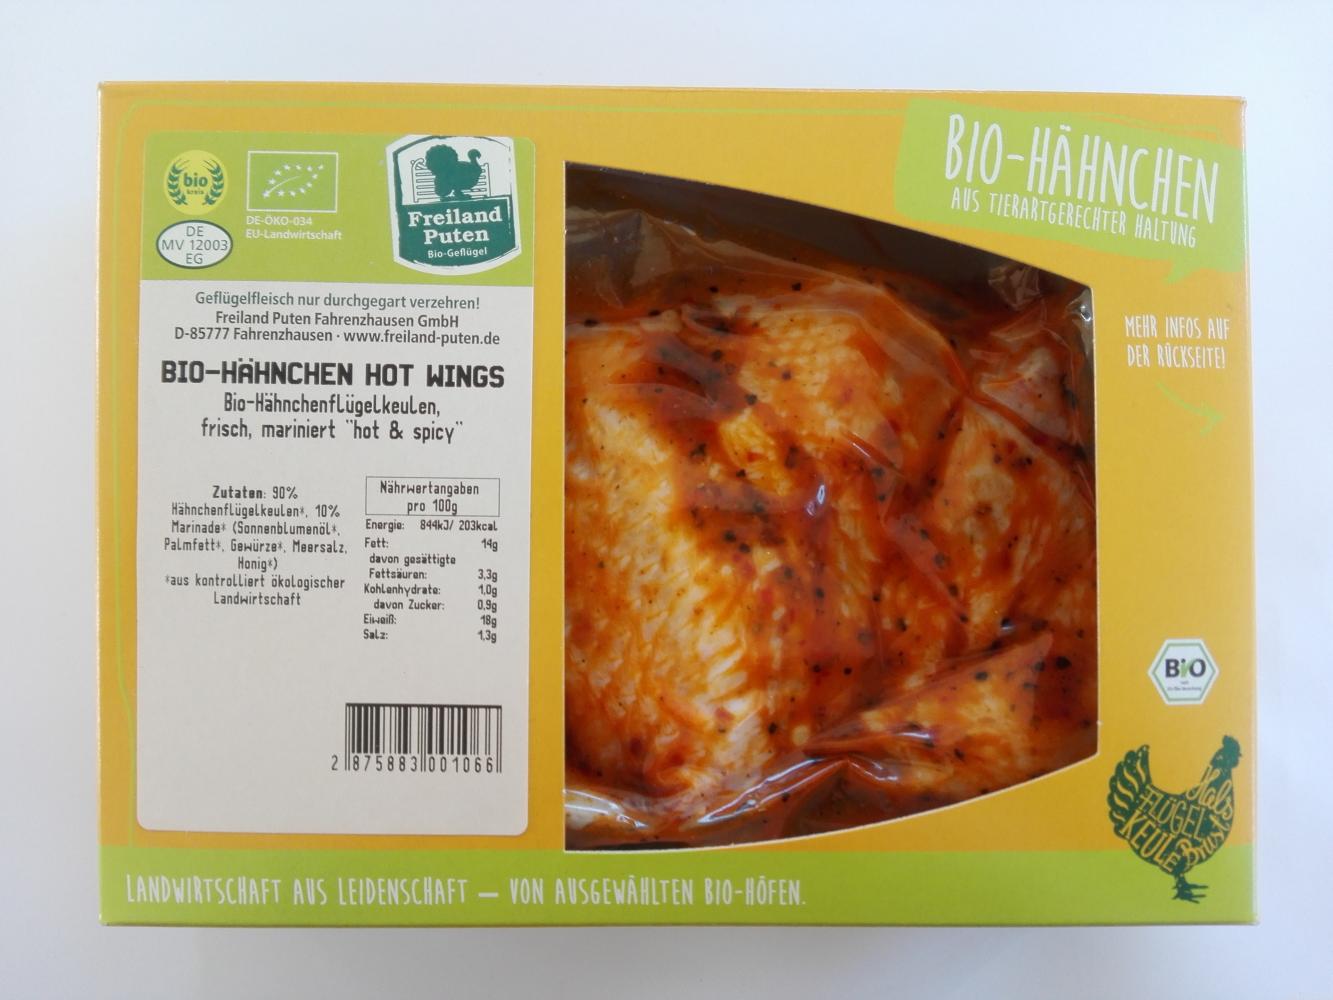 bio
kreis
DE
MV 12003
EG
DE-ÖKO-034
EU-Landwirtschaft
Freiland
Puten
Bio-Geflügel
Geflügelfleisch nur durchgegart verzehren!
Freiland Puten Fahrenzhausen GmbH
D-85777 Fahrenzhausen · www.freiland-puten.de
BIO-HÄHNCHEN HOT WINGS
Bio-Hähnchenflügelkeulen,
frisch, mariniert "hot & spicy"
Zutaten: 90%
Hähnchenflügelkeulen*, 10%
Marinade* (Sonnenblumenöl*,
Palmfett*, Gewürze*, Meersalz,
Honig*)
*aus kontrolliert ökologischer
Landwirtschaft
Nährwertangaben
pro 100g
Energie: 844kJ/ 203kcal
Fett: 14g
davon gesättigte
Fettsäuren: 3,3g
Kohlenhydrate: 1,0g
davon Zucker: 0,9g
Eiweiß: 18g
Salz: 1,3g
2 875883 001066
BIO-HÄHNCHEN
AUS TIERARTGERECHTER HALTUNG
MEHR INFOS AUF
DER RÜCKSEITE!
BIO
Hals
FLÜGEL
KEULE
Brust
LANDWIRTSCHAFT AUS LEIDENSCHAFT – VON AUSGEWÄHLTEN BIO-HÖFEN.